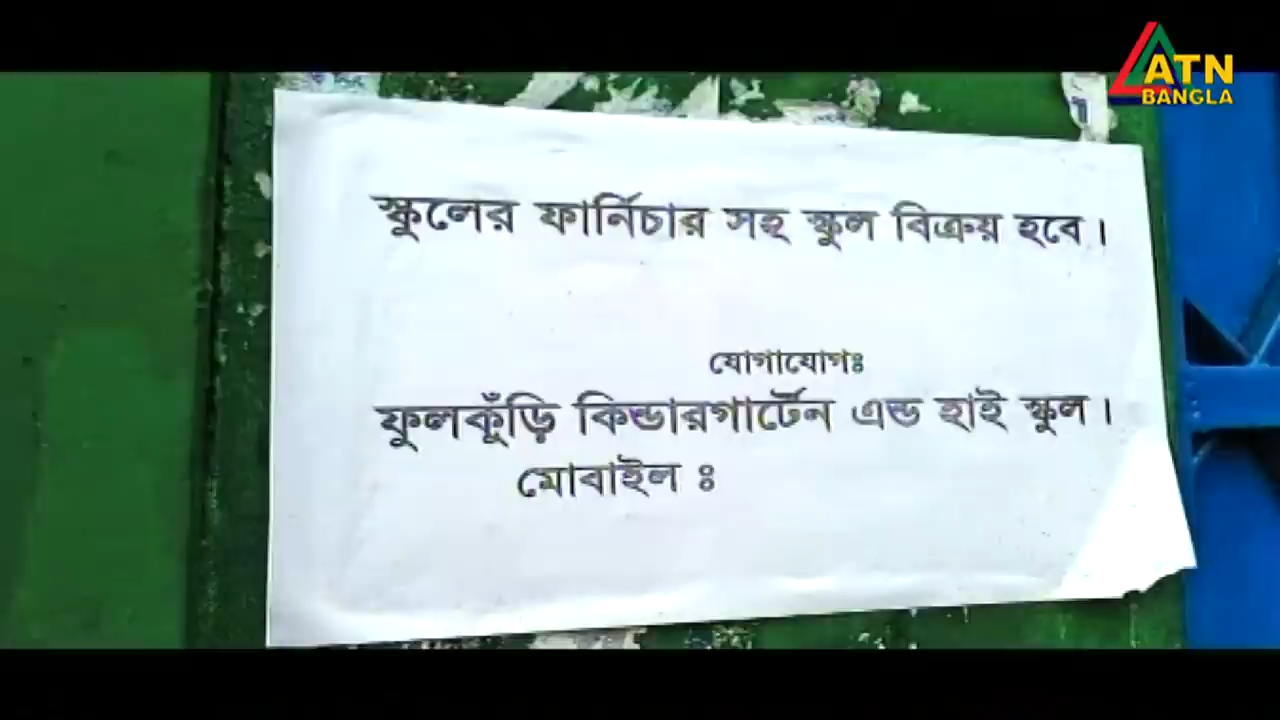 ATN
BANGLA
স্কুলের ফার্নিচার সহ স্কুল বিক্রয় হবে।
যোগাযোগঃ
ফুলকুঁড়ি কিন্ডারগার্টেন এন্ড হাই স্কুল।
মোবাইল ঃ